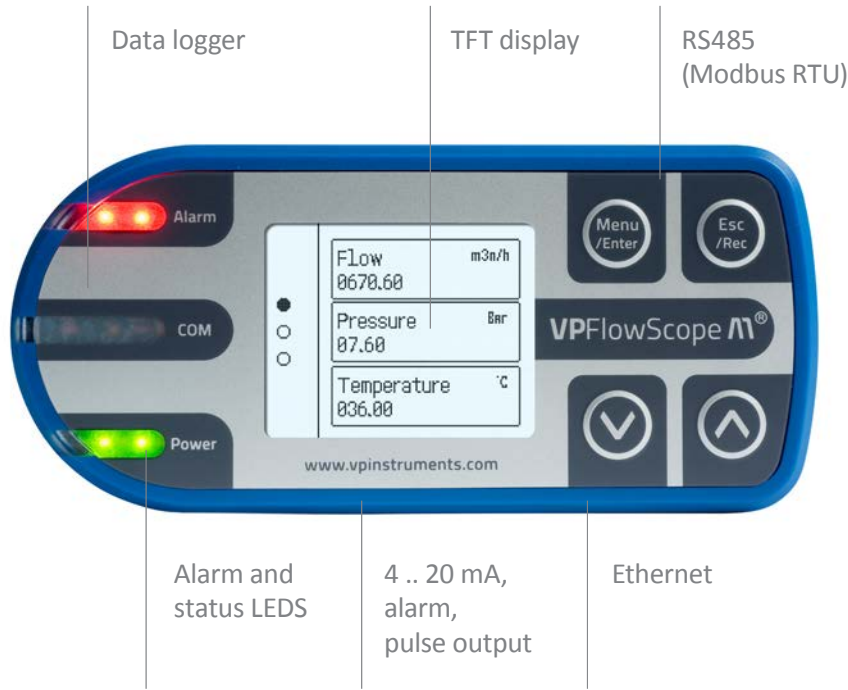 Data logger
TFT display
RS485
(Modbus RTU)
Alarm
COM
Power
Flow m3n/h
0670.60
Pressure Bar
07.60
Temperature °C
036.00
www.vpinstruments.com
Menu
/Enter
Esc
/Rec
VPFlowScope M®
Alarm and
status LEDS
4 .. 20 mA,
alarm,
pulse output
Ethernet